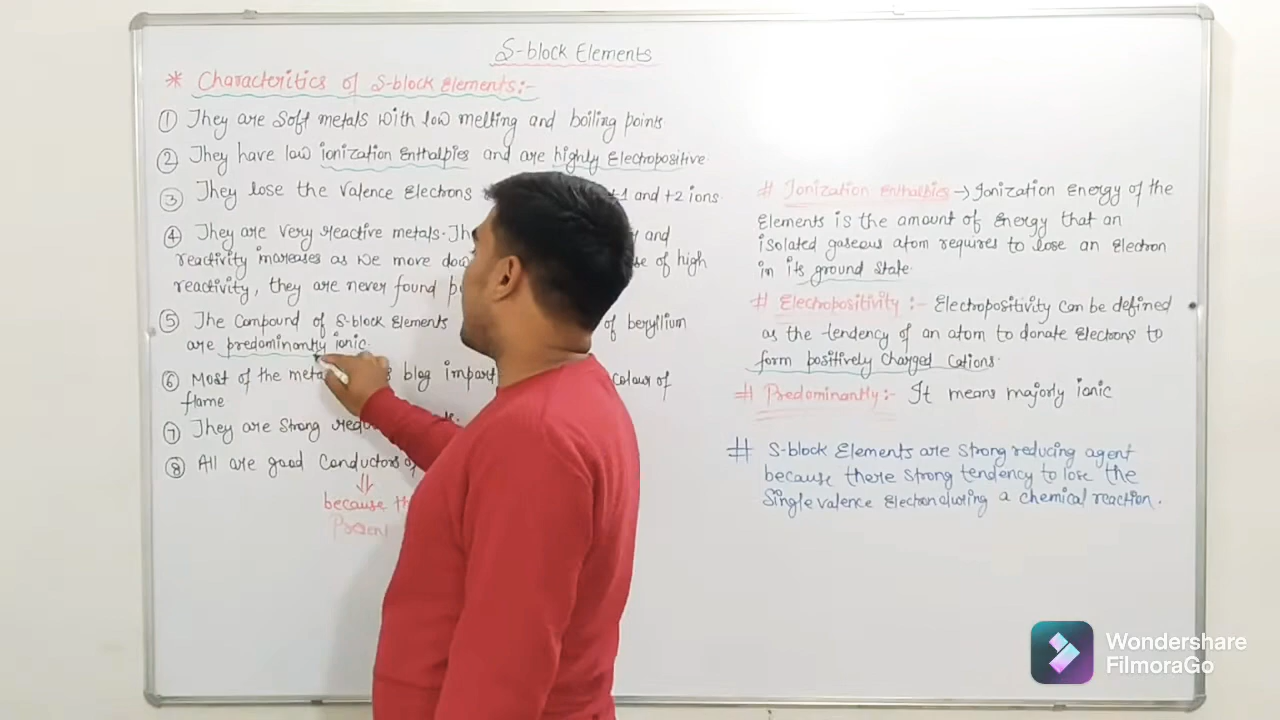 S-block Elements
* Characteritics of S-block Elements:-
① They are soft metals with low melting and boiling points.
② They have low ionization Enthalpies and are highly Electropositive.
③ They lose the valence Electrons +1 and +2 ions.
④ They are very reactive metals. The and
reactivity increases as we move do of high
reactivity, they are never found
⑤ The Compound of S-block Elements of beryllium
are predominantly ionic.
⑥ Most of the meta blog impart colour of
flame
⑦ They are strong redu
⑧ All are good Conductors of
⇓
because th
Present
# Ionization Enthalpies → Ionization Energy of the
Elements is the amount of Energy that an
isolated gaseous atom requires to lose an Electron
in its ground state.
# Electropositivity :- Electropositivity can be defined
as the tendency of an atom to donate Electrons to
form positively charged cations.
# Predominantly :- It means majorly ionic
# S-block Elements are strong reducing agent
because there strong tendency to lose the
Single valence Electron during a chemical reaction.
Wondershare
FilmoraGo